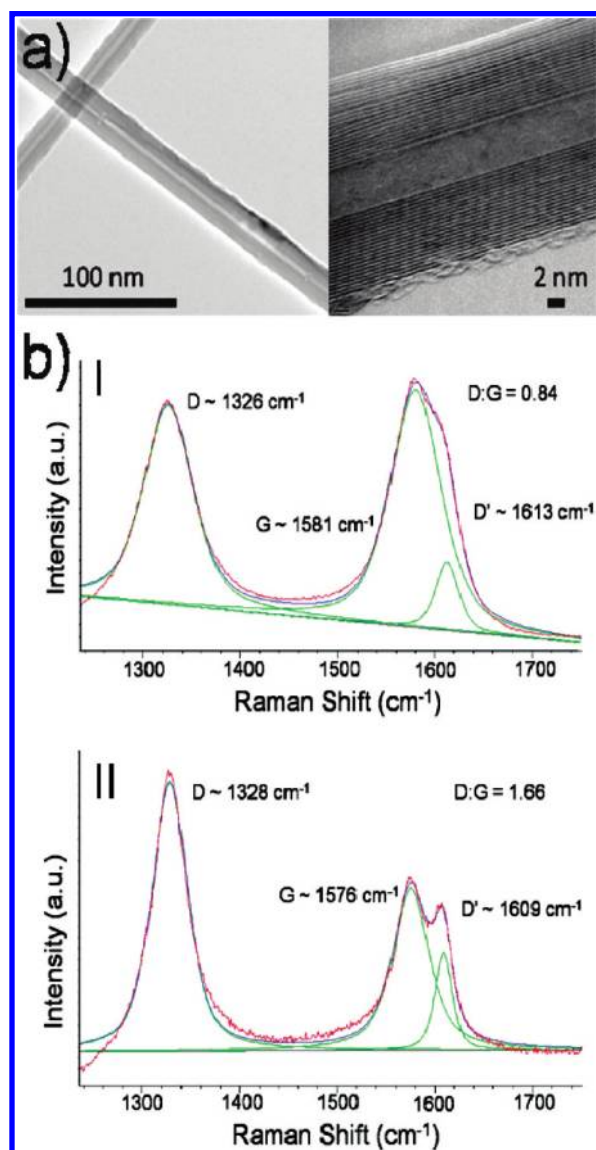 a)
100 nm
2 nm
b)
I
D ~ 1326 cm⁻¹
D:G = 0.84
G ~ 1581 cm⁻¹
D' ~ 1613 cm⁻¹
Intensity (a.u.)
1300 1400 1500 1600 1700
Raman Shift (cm⁻¹)
II
D ~ 1328 cm⁻¹
D:G = 1.66
G ~ 1576 cm⁻¹
D' ~ 1609 cm⁻¹
Intensity (a.u.)
1300 1400 1500 1600 1700
Raman Shift (cm⁻¹)